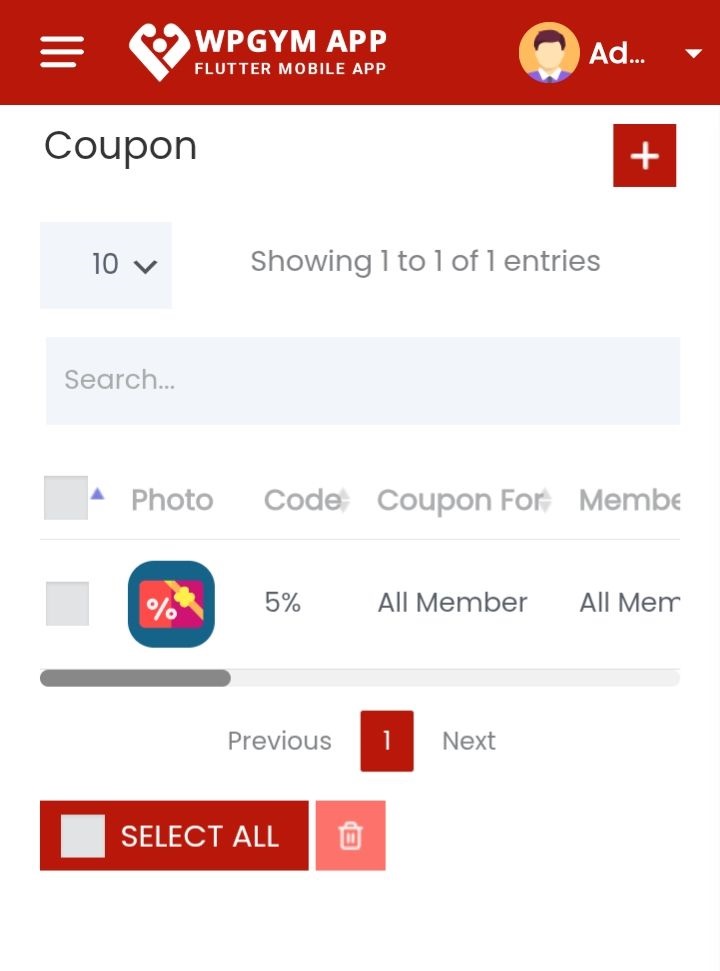 WPGYM APP
FLUTTER MOBILE APP
Ad...
Coupon
10
Showing 1 to 1 of 1 entries
Search...
Photo Code Coupon For Membe
%
5% All Member All Mem
Previous 1 Next
SELECT ALL